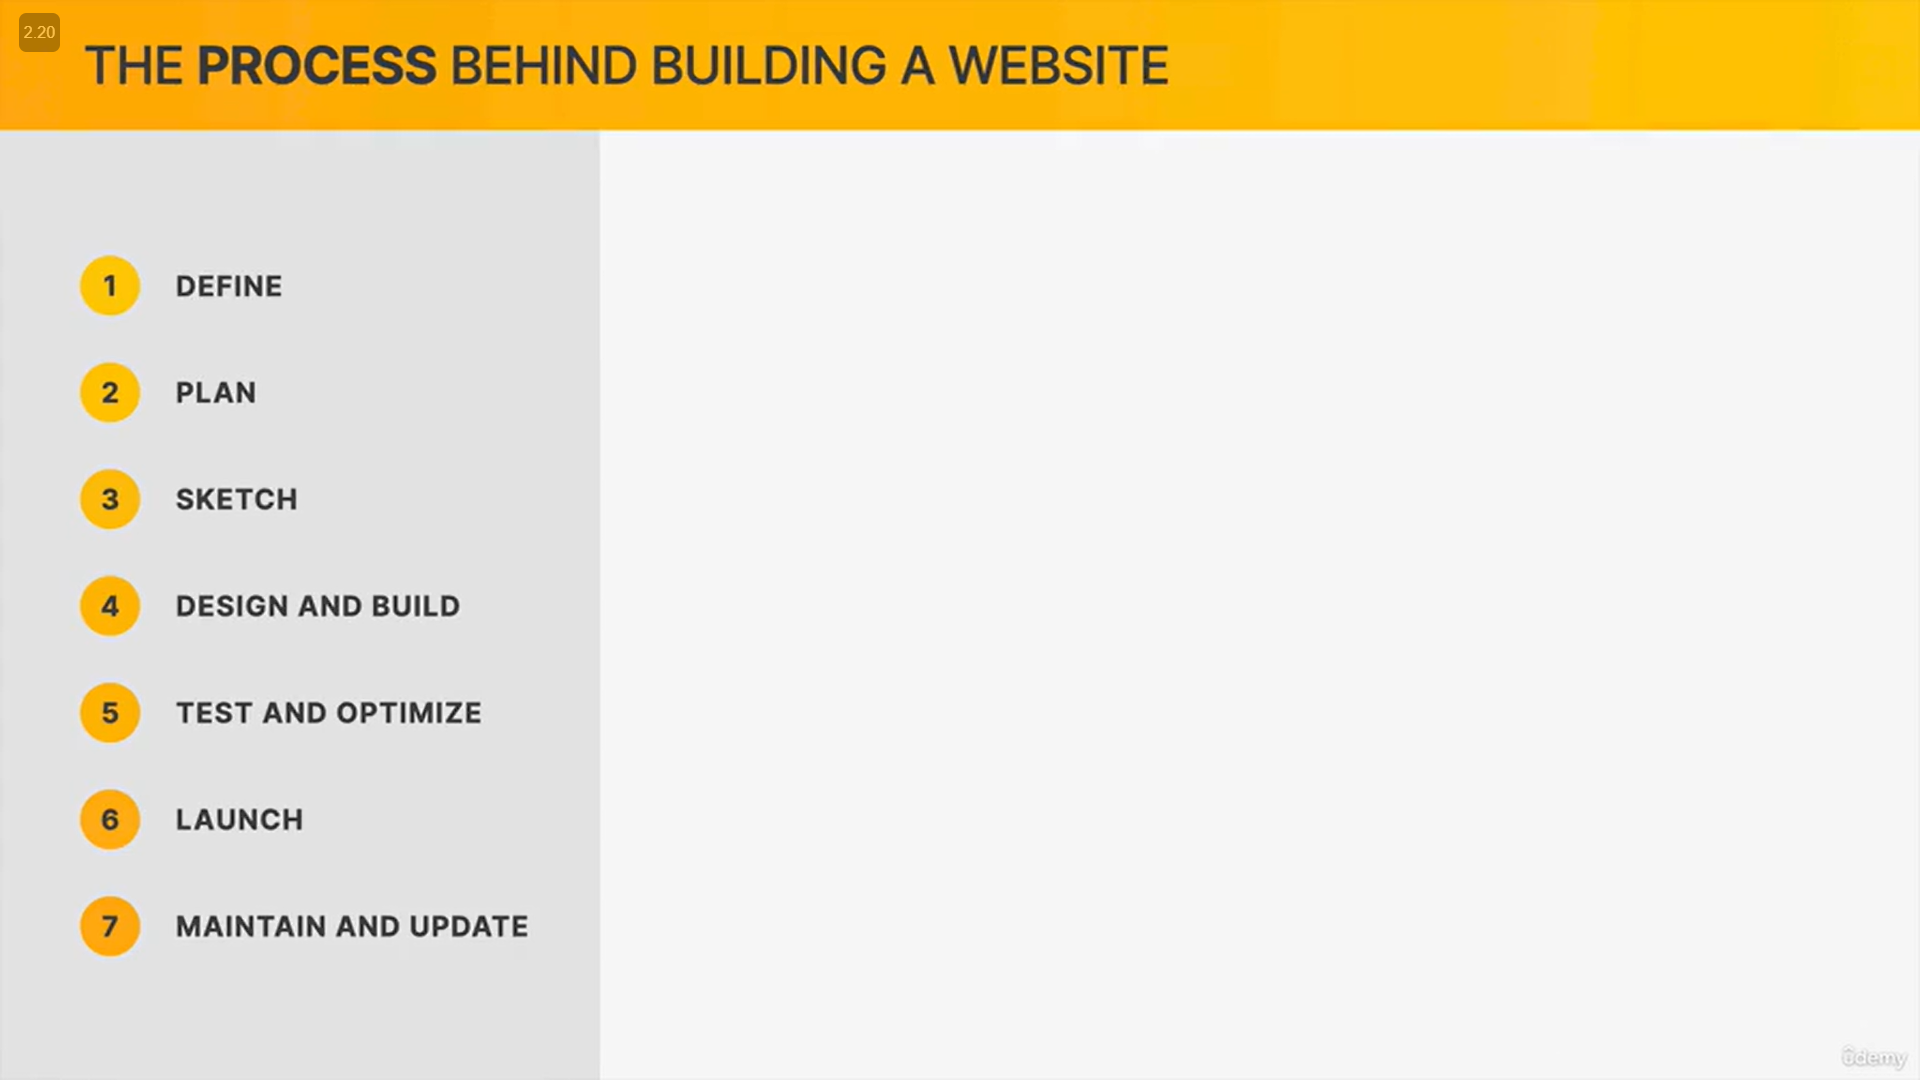 2.20
THE PROCESS BEHIND BUILDING A WEBSITE
1 DEFINE
2 PLAN
3 SKETCH
4 DESIGN AND BUILD
5 TEST AND OPTIMIZE
6 LAUNCH
7 MAINTAIN AND UPDATE
ûdemy